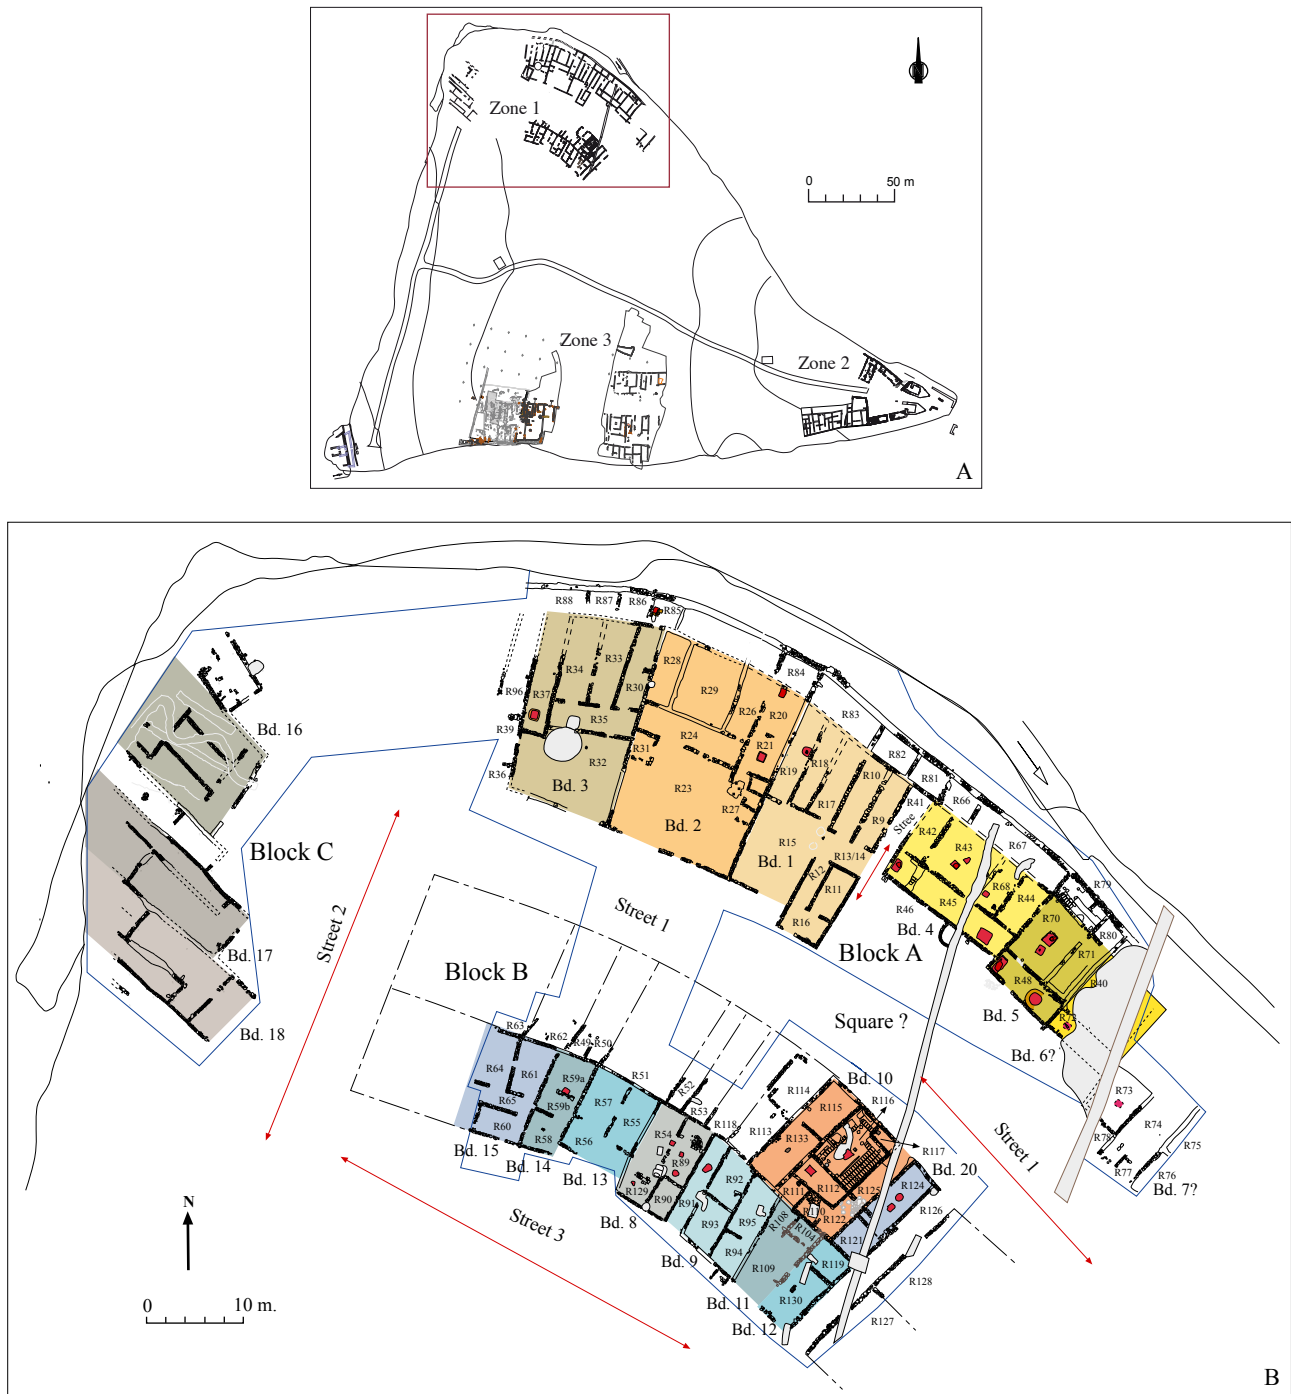 Zone 1
0 50 m
Zone 3
Zone 2
A
R88 R87 R86 R85
R33
R34
R28
R84
R96 R37 R30 R29
R26 R20
R83
R39 R35
R31 R24 R21 R18 R10 R82
R36 R32 R19 R81
Bd. 16
R23 R27 R17 R9 R41 R66
Bd. 3
Bd. 2
R15 R13/14 Stree R42 R43 R67
Bd. 1
R12 R11
R68 R44 R79
Block C
R16
R46 R45 R70 R80
Bd. 4
R71
Street 2
Street 1
Block A
R48 R40
Bd. 17
Block B
Square ?
Bd. 5 R72
Bd. 18
Bd. 6?
R63 R62 R49 R50
R64 R61 R59a R51 R52
Bd. 10
R114 R116 R73
R65 R59b R57 R53 R115
R74
R60 R58 R56 R55 R54 R118 R113 R133 R117
R78 R75
Bd. 15
R89 R92 R111 R112 R125 Bd. 20
Street 1
R77 R76
Bd. 14
R129 R90 R91 R110 R124
Bd. 7?
Bd. 13
R93 R95 R108 R104 R122 R126
N
Bd. 8
R94 R121
Street 3
R109 R119 R128
Bd. 9
R130
Bd. 11
Bd. 12
R127
0 10 m.
B